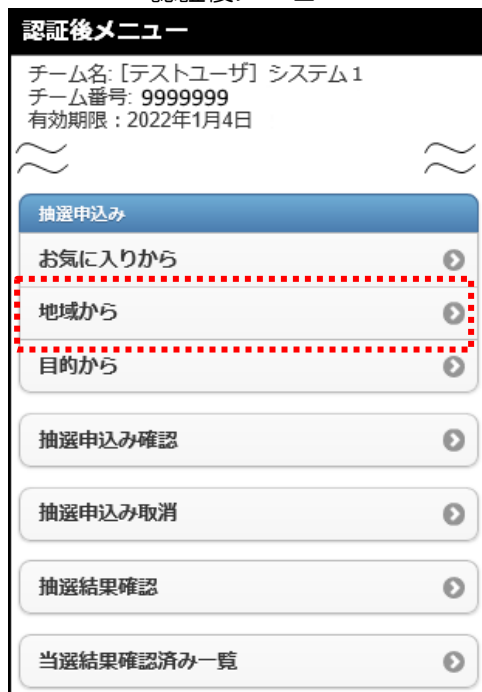 認証後メニュー
チーム名: [テストユーザ] システム1
チーム番号: 9999999
有効期限：2022年1月4日
抽選申込み
お気に入りから
地域から
目的から
抽選申込み確認
抽選申込み取消
抽選結果確認
当選結果確認済み一覧